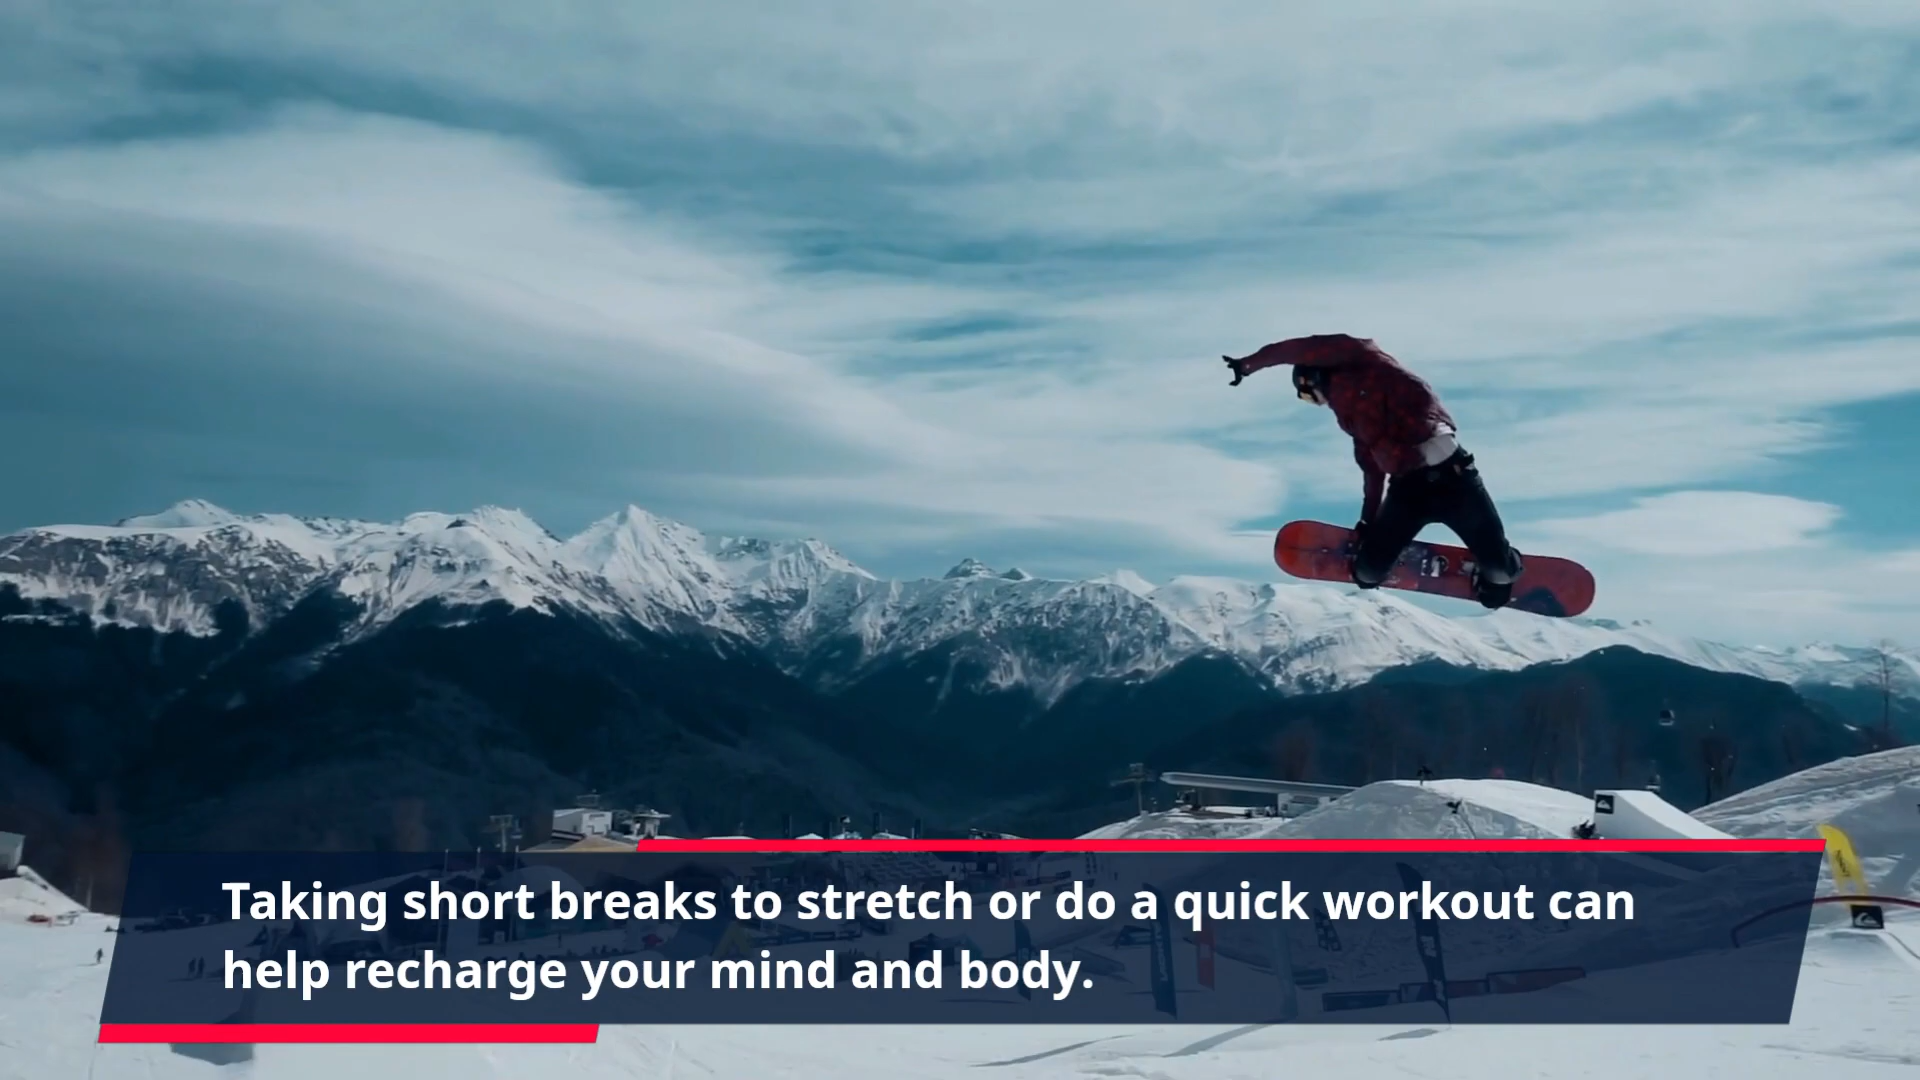 Taking short breaks to stretch or do a quick workout can
help recharge your mind and body.